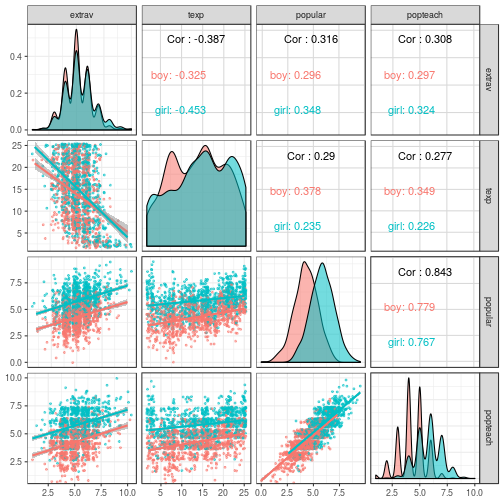 extrav texp popular popteach
0.4
0.2
0.0
Cor : -0.387
boy: -0.325
girl: -0.453
Cor : 0.316
boy: 0.296
girl: 0.348
Cor : 0.308
boy: 0.297
girl: 0.324
extrav
25
20
15
10
5
Cor : 0.29
boy: 0.378
girl: 0.235
Cor : 0.277
boy: 0.349
girl: 0.226
texp
7.5
5.0
2.5
0.0
Cor : 0.843
boy: 0.779
girl: 0.767
popular
10.0
7.5
5.0
2.5
popteach
2.5 5.0 7.5 10.0 5 10 15 20 25 0.0 2.5 5.0 7.5 2.5 5.0 7.5 10.0